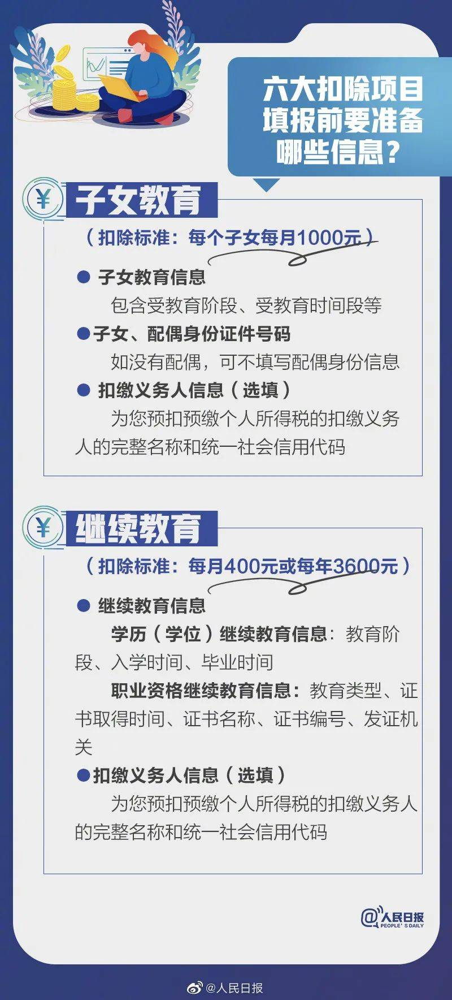 六大扣除项目
填报前要准备
哪些信息？
¥ 子女教育
（扣除标准：每个子女每月1000元）
● 子女教育信息
包含受教育阶段、受教育时间段等
●子女、配偶身份证件号码
如没有配偶，可不填写配偶身份信息
● 扣缴义务人信息（选填）
为您预扣预缴个人所得税的扣缴义务
人的完整名称和统一社会信用代码
¥ 继续教育
（扣除标准：每月400元或每年3600元）
● 继续教育信息
学历（学位）继续教育信息：教育阶
段、入学时间、毕业时间
职业资格继续教育信息：教育类型、证
书取得时间、证书名称、证书编号、发证机
关
●扣缴义务人信息（选填）
为您预扣预缴个人所得税的扣缴义务人
的完整名称和统一社会信用代码
@人民日报
PEOPLE'S DAILY
@人民日报